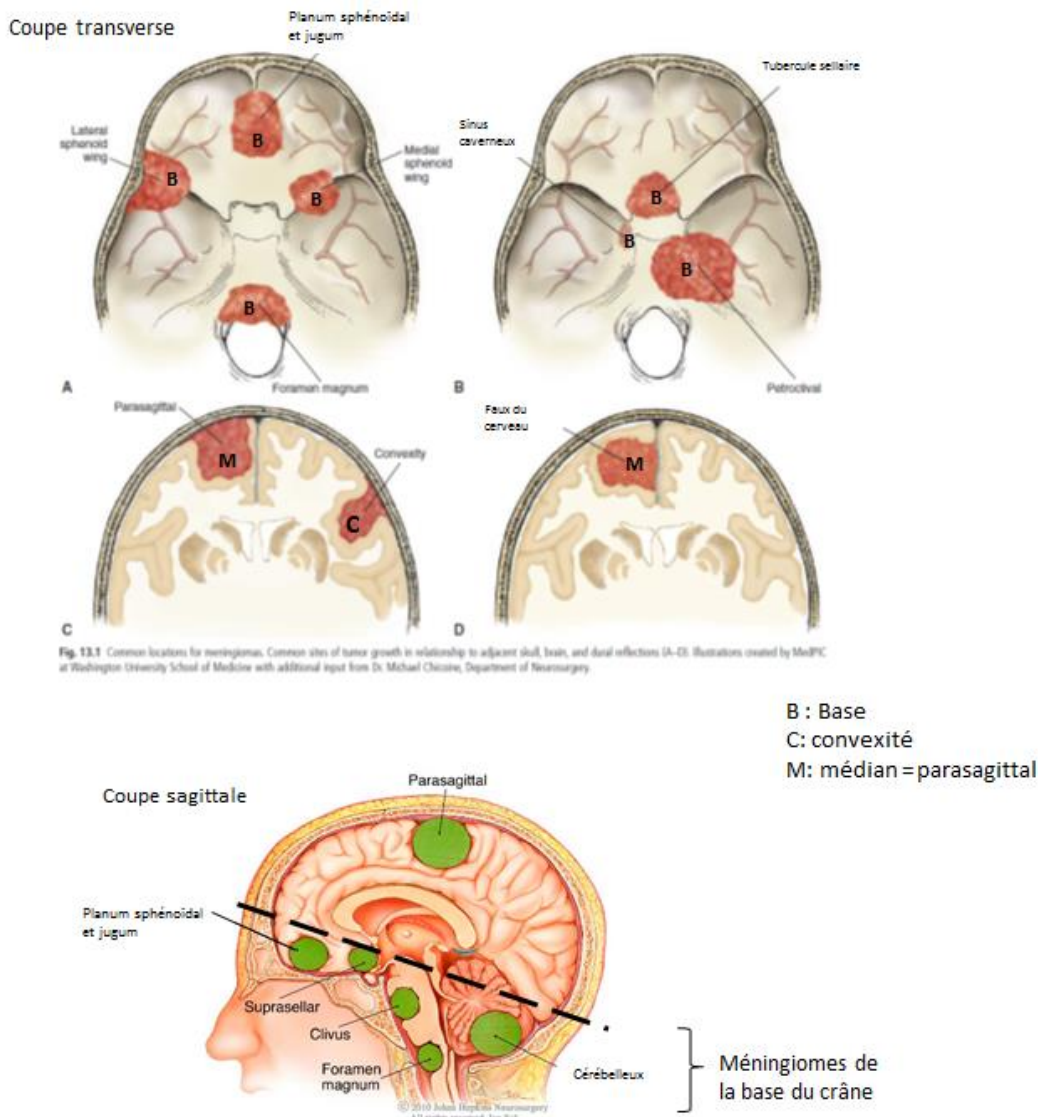 Coupe transverse
Planum sphénoïdal
et jugum
Lateral
sphenoid
wing
Medial
sphenoid
wing
B
B
B
B
Foramen magnum
A
Tubercule sellaire
Sinus
caverneux
B
B
B
Petroclival
B
Parasagittal
Convexity
M
C
C
Faux du
cerveau
M
D
Fig. 13.1 Common locations for meningiomas. Common sites of tumor growth in relationship to adjacent skull, brain, and dural reflections (A–D). Illustrations created by MedPIC
at Washington University School of Medicine with additional input from Dr. Michael Chicoine, Department of Neurosurgery.
B : Base
C: convexité
M: médian = parasagittal
Coupe sagittale
Parasagittal
Planum sphénoïdal
et jugum
Suprasellar
Clivus
Foramen
magnum
Cérébelleux
Méningiomes de
la base du crâne
© 2010 Johns Hopkins Neurosurgery